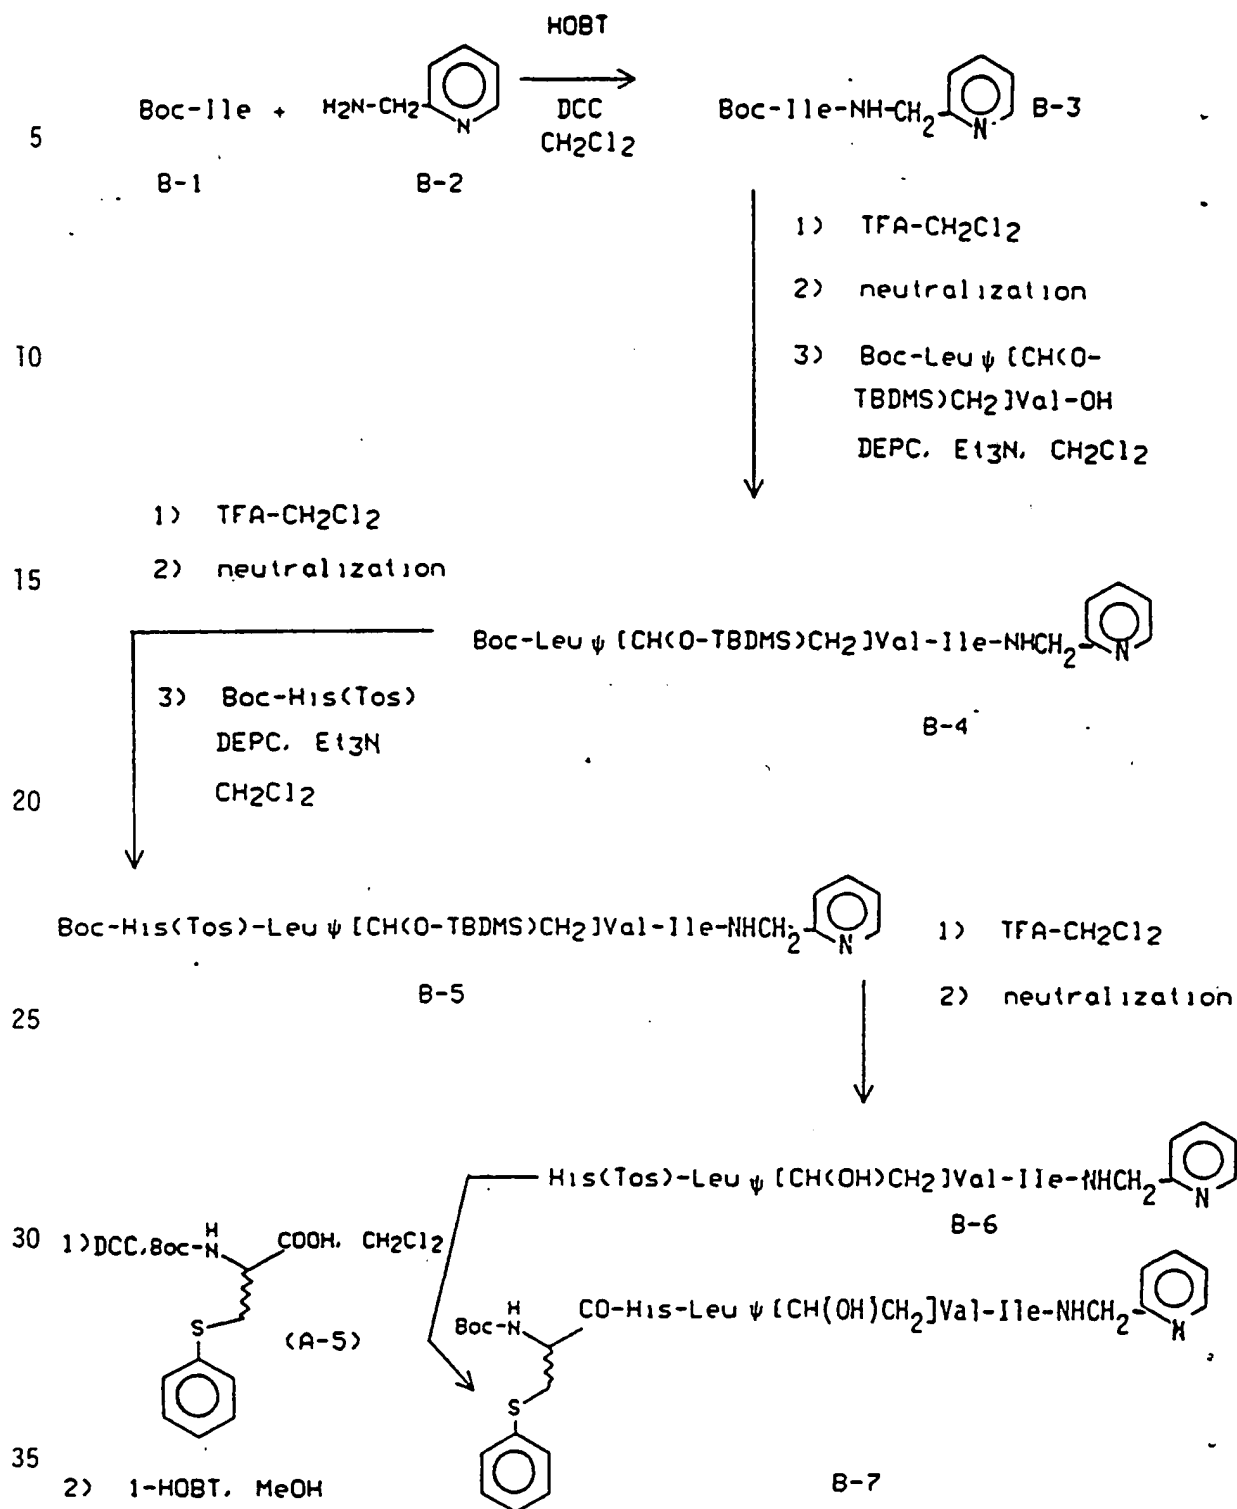 HOBT
Boc-Ile + H2N-CH2 N DCC Boc-Ile-NH-CH2 N B-3
5
CH2Cl2
B-1 B-2
1) TFA-CH2Cl2
2) neutralization
10
3) Boc-Leu ψ [CH(O-
TBDMS)CH2]Val-OH
DEPC, Et3N, CH2Cl2
1) TFA-CH2Cl2
15
2) neutralization
Boc-Leu ψ [CH(O-TBDMS)CH2]Val-Ile-NHCH2 N
3) Boc-His(Tos)
DEPC, Et3N
B-4
20
CH2Cl2
Boc-His(Tos)-Leu ψ [CH(O-TBDMS)CH2]Val-Ile-NHCH2 N
1) TFA-CH2Cl2
B-5
2) neutralization
25
His(Tos)-Leu ψ [CH(OH)CH2]Val-Ile-NHCH2 N
B-6
30
1)DCC, Boc-N H COOH, CH2Cl2
S
(A-5)
Boc-N H CO-His-Leu ψ [CH(OH)CH2]Val-Ile-NHCH2 N
S
35
2) 1-HOBT, MeOH
B-7